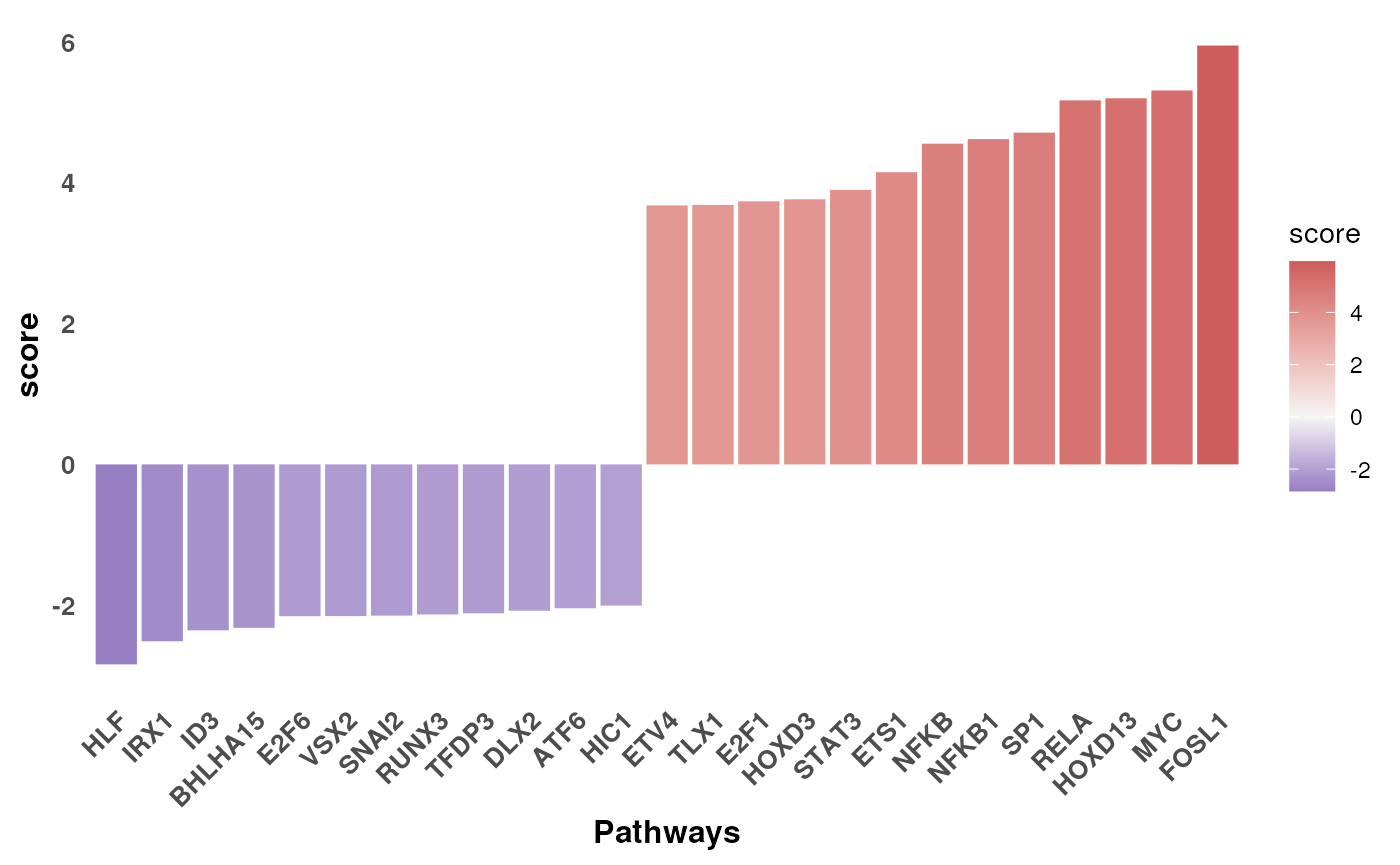 6
4
2
0
-2
score
HLF
IRX1
ID3
BHLHA15
E2F6
VSX2
SNAI2
RUNX3
TFDP3
DLX2
ATF6
HIC1
ETV4
TLX1
E2F1
HOXD3
STAT3
ETS1
NFKB
NFKB1
SP1
RELA
HOXD13
MYC
FOSL1
Pathways
score
4
2
0
-2